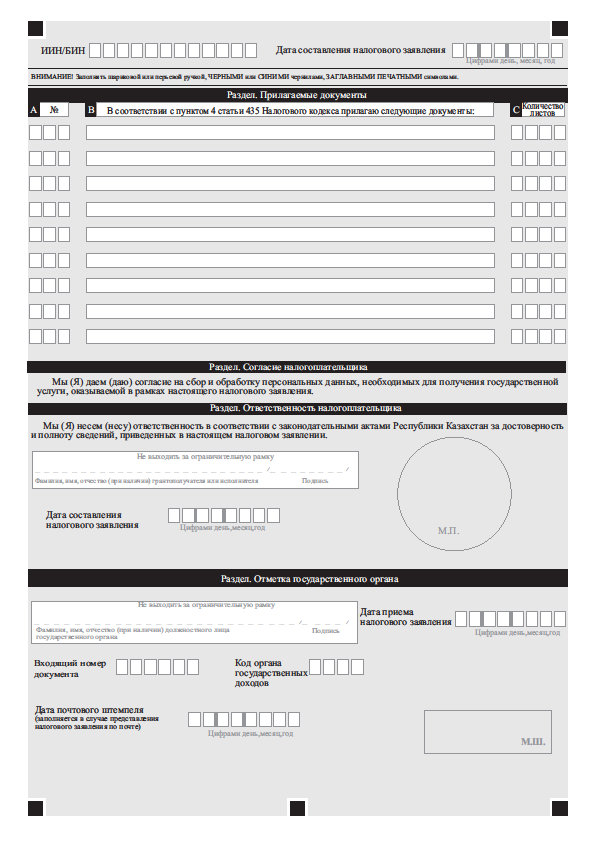 ИИН/БИН
Дата составления налогового заявления
Цифрами день, месяц, год
ВНИМАНИЕ! Заполнять шариковой или перьевой ручкой, ЧЕРНЫМИ или СИНИМИ чернилами, ЗАГЛАВНЫМИ ПЕЧАТНЫМИ символами.
Раздел. Прилагаемые документы
A № B В соответствии с пунктом 4 статьи 435 Налогового кодекса прилагаю следующие документы: C Количество
листов
Раздел. Согласие налогоплательщика
Мы (Я) даем (даю) согласие на сбор и обработку персональных данных, необходимых для получения государственной
услуги, оказываемой в рамках настоящего налогового заявления.
Раздел. Ответственность налогоплательщика
Мы (Я) несем (несу) ответственность в соответствии с законодательными актами Республики Казахстан за достоверность
и полноту сведений, приведенных в настоящем налоговом заявлении.
Не выходить за ограничительную рамку
Фамилия, имя, отчество (при наличии) грантополучателя или исполнителя
Подпись
Дата составления
налогового заявления
Цифрами день,месяц,год
М.П.
Раздел. Отметка государственного органа
Не выходить за ограничительную рамку
Фамилия, имя, отчество (при наличии) должностного лица
государственного органа
Подпись
Дата приема
налогового заявления
Цифрами день,месяц,год
Входящий номер
документа
Код органа
государственных
доходов
Дата почтового штемпеля
(заполняется в случае представления
налогового заявления по почте)
Цифрами день,месяц,год
М.Ш.